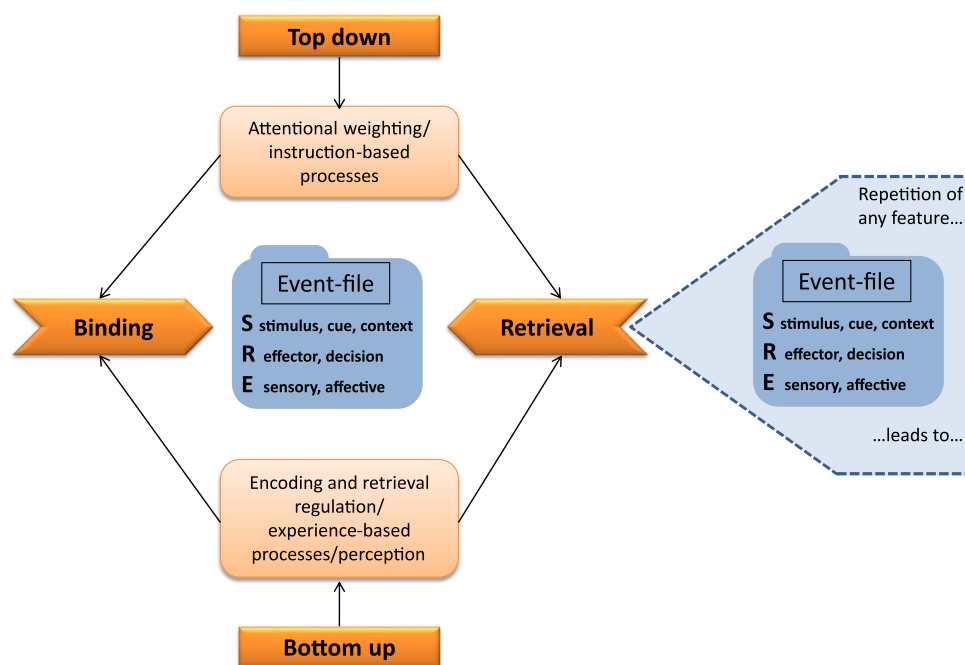 Top down
Attentional weighting/
instruction-based
processes
Binding
Event-file
S stimulus, cue, context
R effector, decision
E sensory, affective
Retrieval
Repetition of
any feature…
Event-file
S stimulus, cue, context
R effector, decision
E sensory, affective
…leads to…
Encoding and retrieval
regulation/
experience-based
processes/perception
Bottom up